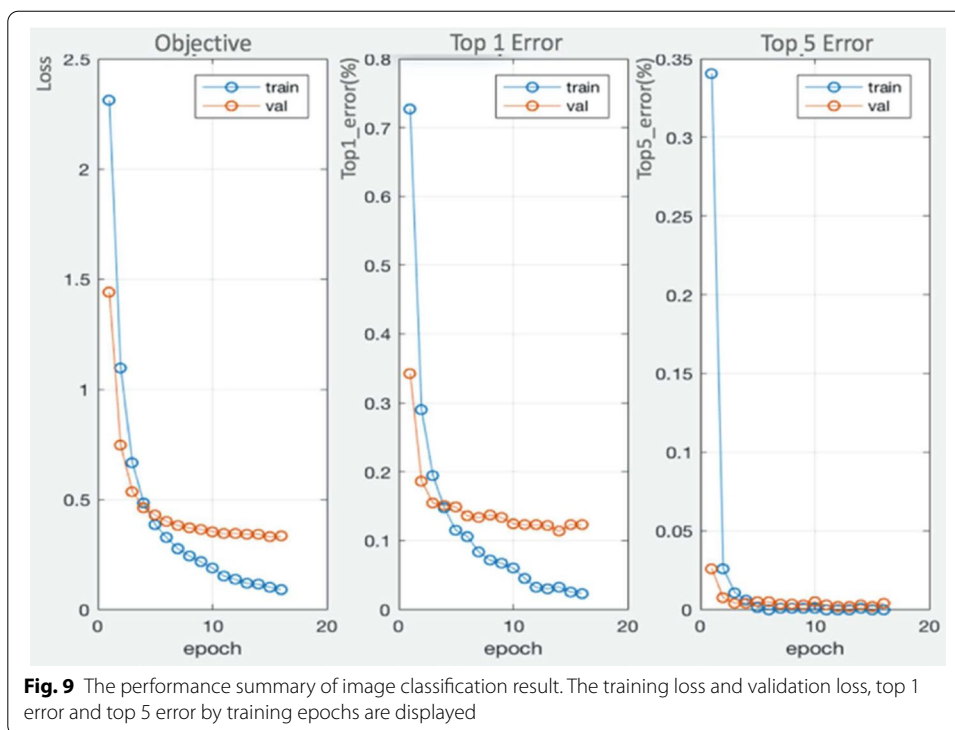 Objective
Loss
2.5
2
1.5
1
0.5
0
train
val
0
10
20
epoch
Top 1 Error
Top1_error(%)
0.8
0.7
0.6
0.5
0.4
0.3
0.2
0.1
0
train
val
0
10
20
epoch
Top 5 Error
Top5_error(%)
0.35
0.3
0.25
0.2
0.15
0.1
0.05
0
train
val
0
10
20
epoch
Fig. 9 The performance summary of image classification result. The training loss and validation loss, top 1
error and top 5 error by training epochs are displayed